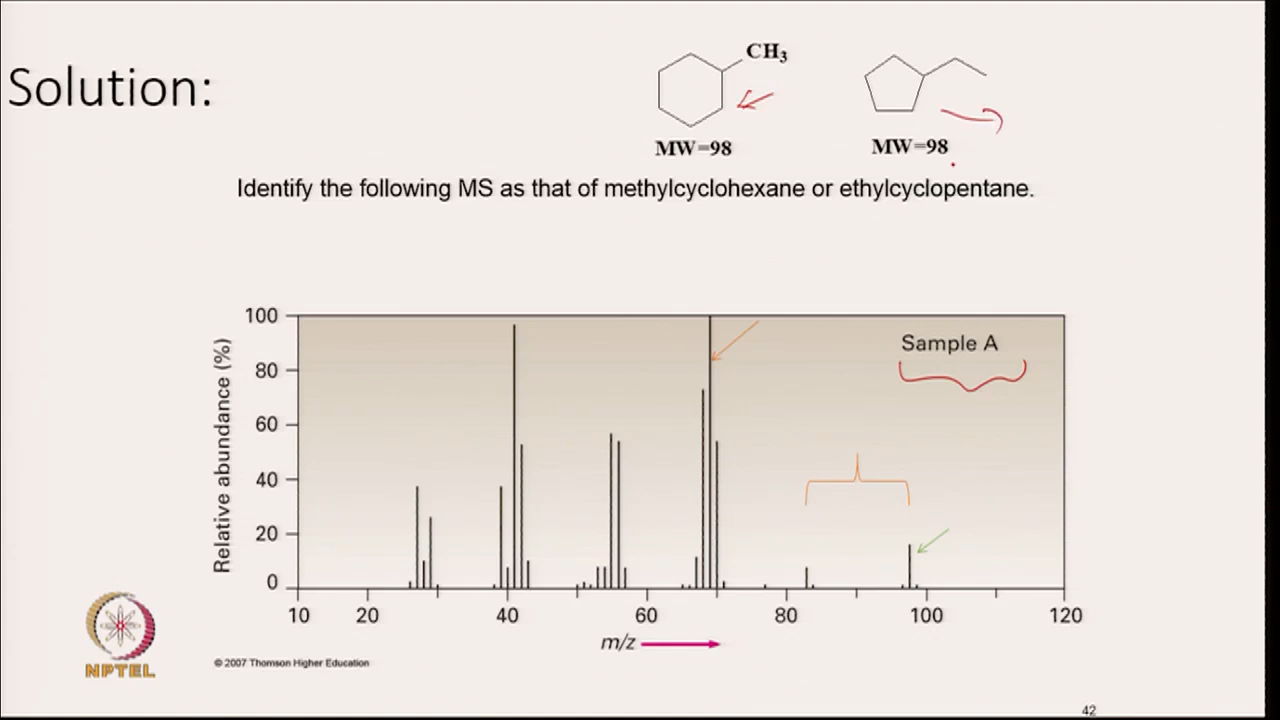 Solution:
CH3
MW=98
MW=98
Identify the following MS as that of methylcyclohexane or ethylcyclopentane.
100
80
60
40
20
0
Relative abundance (%)
Sample A
10 20 40 60 80 100 120
m/z
NPTEL
© 2007 Thomson Higher Education
42